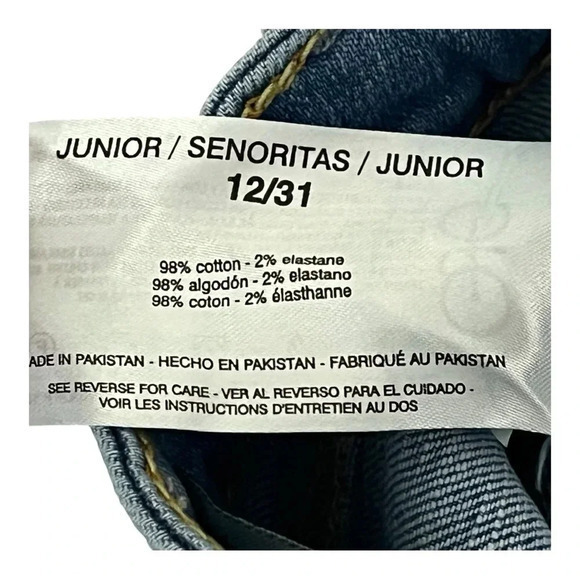 JUNIOR / SENORITAS / JUNIOR
12/31
98% cotton - 2% elastane
98% algodón - 2% elastano
98% coton - 2% élasthanne
ADE IN PAKISTAN - HECHO EN PAKISTAN - FABRIQUÉ AU PAKISTAN
SEE REVERSE FOR CARE - VER AL REVERSO PARA EL CUIDADO -
VOIR LES INSTRUCTIONS D'ENTRETIEN AU DOS